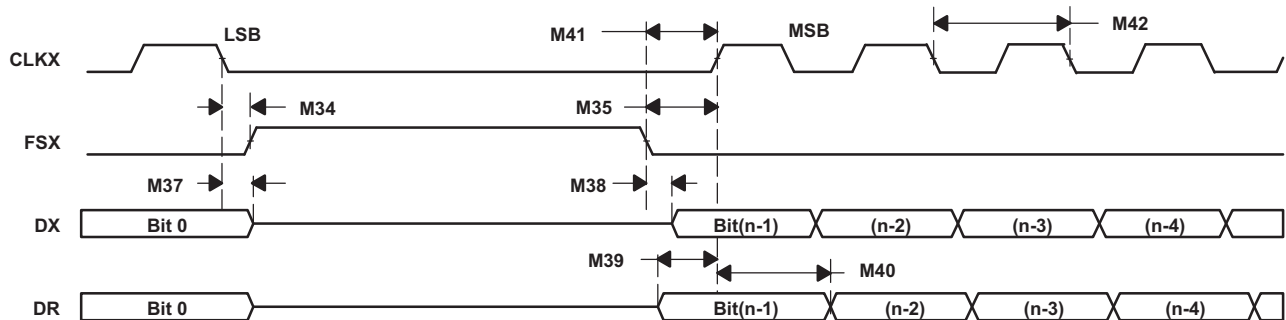 LSB
M41
MSB
M42
CLKX
M34
M35
FSX
M37
M38
DX
Bit 0
Bit(n-1)
(n-2)
(n-3)
(n-4)
M39
M40
DR
Bit 0
Bit(n-1)
(n-2)
(n-3)
(n-4)